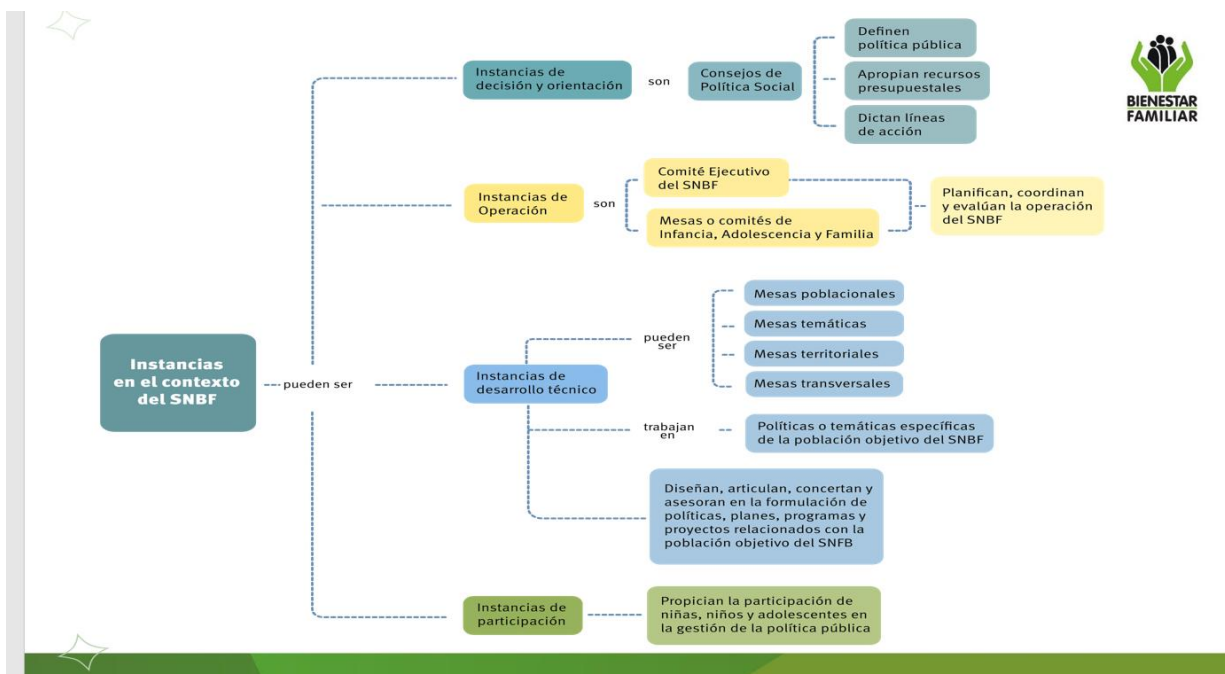 Instancias
en el contexto
del SNBF
pueden ser
Instancias de
decisión y orientación
son
Consejos de
Política Social
Definen
política pública
Apropian recursos
presupuestales
Dictan líneas
de acción
Instancias de
Operación
son
Comité Ejecutivo
del SNBF
Mesas o comités de
Infancia, Adolescencia y Familia
Planifican, coordinan
y evalúan la operación
del SNBF
Instancias de
desarrollo técnico
pueden
ser
Mesas poblacionales
Mesas temáticas
Mesas territoriales
Mesas transversales
trabajan
en
Políticas o temáticas específicas
de la población objetivo del SNBF
Diseñan, articulan, concertan y
asesoran en la formulación de
políticas, planes, programas y
proyectos relacionados con la
población objetivo del SNFB
Instancias de
participación
Propician la participación de
niñas, niños y adolescentes en
la gestión de la política pública
BIENESTAR
FAMILIAR